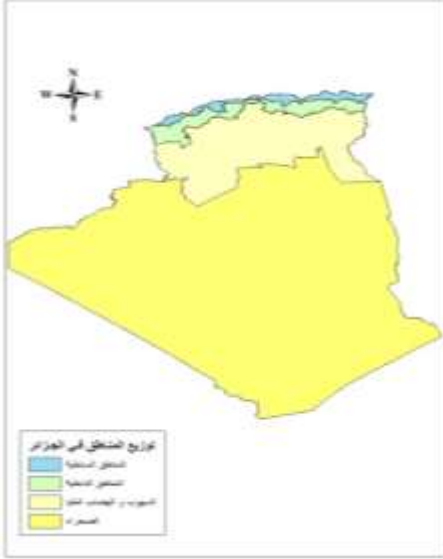 N
W E
S
توزيع المناطق في الجزائر
المناطق الساحلية
المناطق الداخلية
السهوب و الهضاب العليا
الصحراء